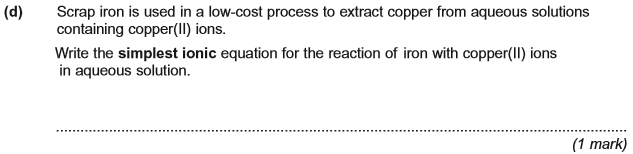 (d) Scrap iron is used in a low-cost process to extract copper from aqueous solutions
containing copper(II) ions.
Write the simplest ionic equation for the reaction of iron with copper(II) ions
in aqueous solution.
(1 mark)